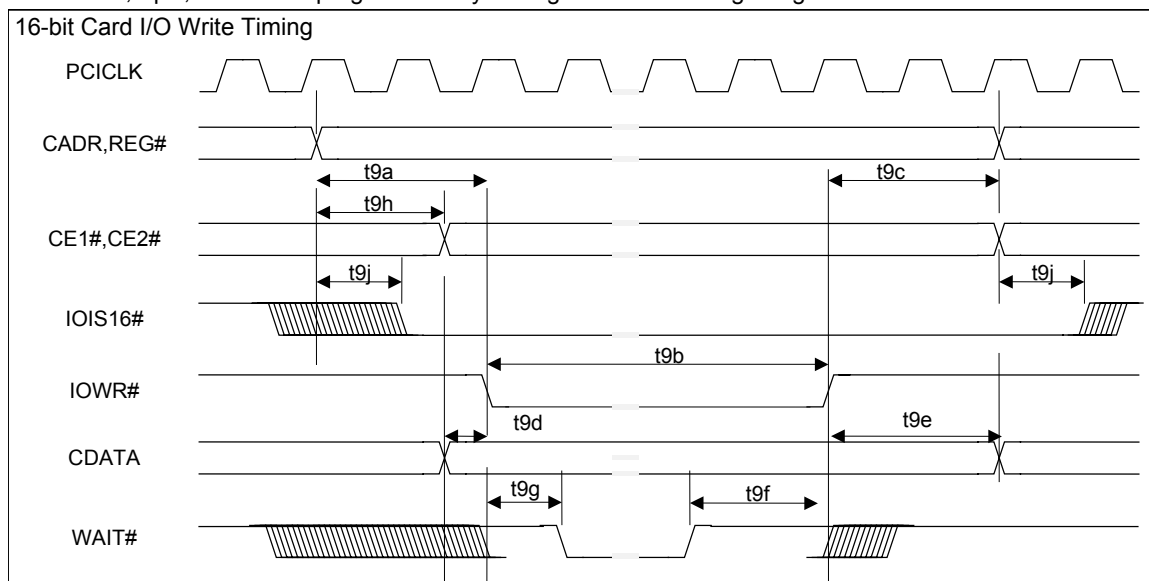 16-bit Card I/O Write Timing
PCICLK
CADR,REG#
t9a
t9c
t9h
CE1#,CE2#
t9j
t9j
IOIS16#
t9b
IOWR#
t9d
t9e
CDATA
t9g
t9f
WAIT#